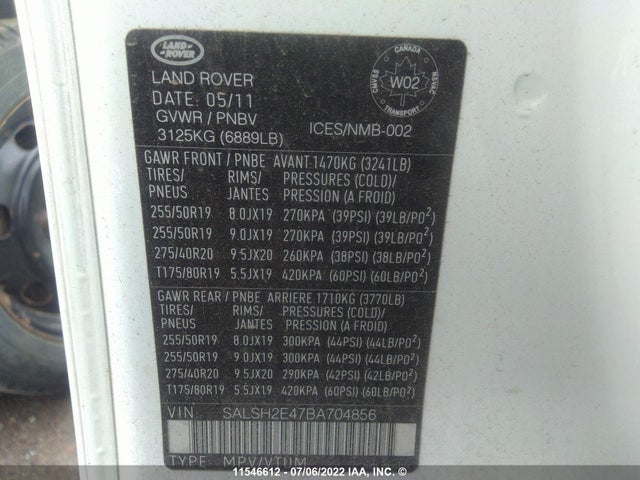 LAND ROVER
LAND ROVER
DATE: 05/11
GVWR / PNBV
3125KG (6889LB)
CANADA
CMVSS
NSVAC
W02
ICES/NMB-002
GAWR FRONT / PNBE AVANT 1470KG (3241LB)
TIRES/ RIMS/ PRESSURES (COLD)/
PNEUS JANTES PRESSION (A FROID)
255/50R19 8.0JX19 270KPA (39PSI) (39LB/PO²)
255/50R19 9.0JX19 270KPA (39PSI) (39LB/PO²)
275/40R20 9.5JX20 260KPA (38PSI) (38LB/PO²)
T175/80R19 5.5JX19 420KPA (60PSI) (60LB/PO²)
GAWR REAR / PNBE ARRIERE 1710KG (3770LB)
TIRES/ RIMS/ PRESSURES (COLD)/
PNEUS JANTES PRESSION (A FROID)
255/50R19 8.0JX19 300KPA (44PSI) (44LB/PO²)
255/50R19 9.0JX19 300KPA (44PSI) (44LB/PO²)
275/40R20 9.5JX20 290KPA (42PSI) (42LB/PO²)
T175/80R19 5.5JX19 420KPA (60PSI) (60LB/PO²)
VIN: SALSH2E47BA704856
TYPE: MPV/VTUM
11546612 - 07/06/2022 IAA Inc.